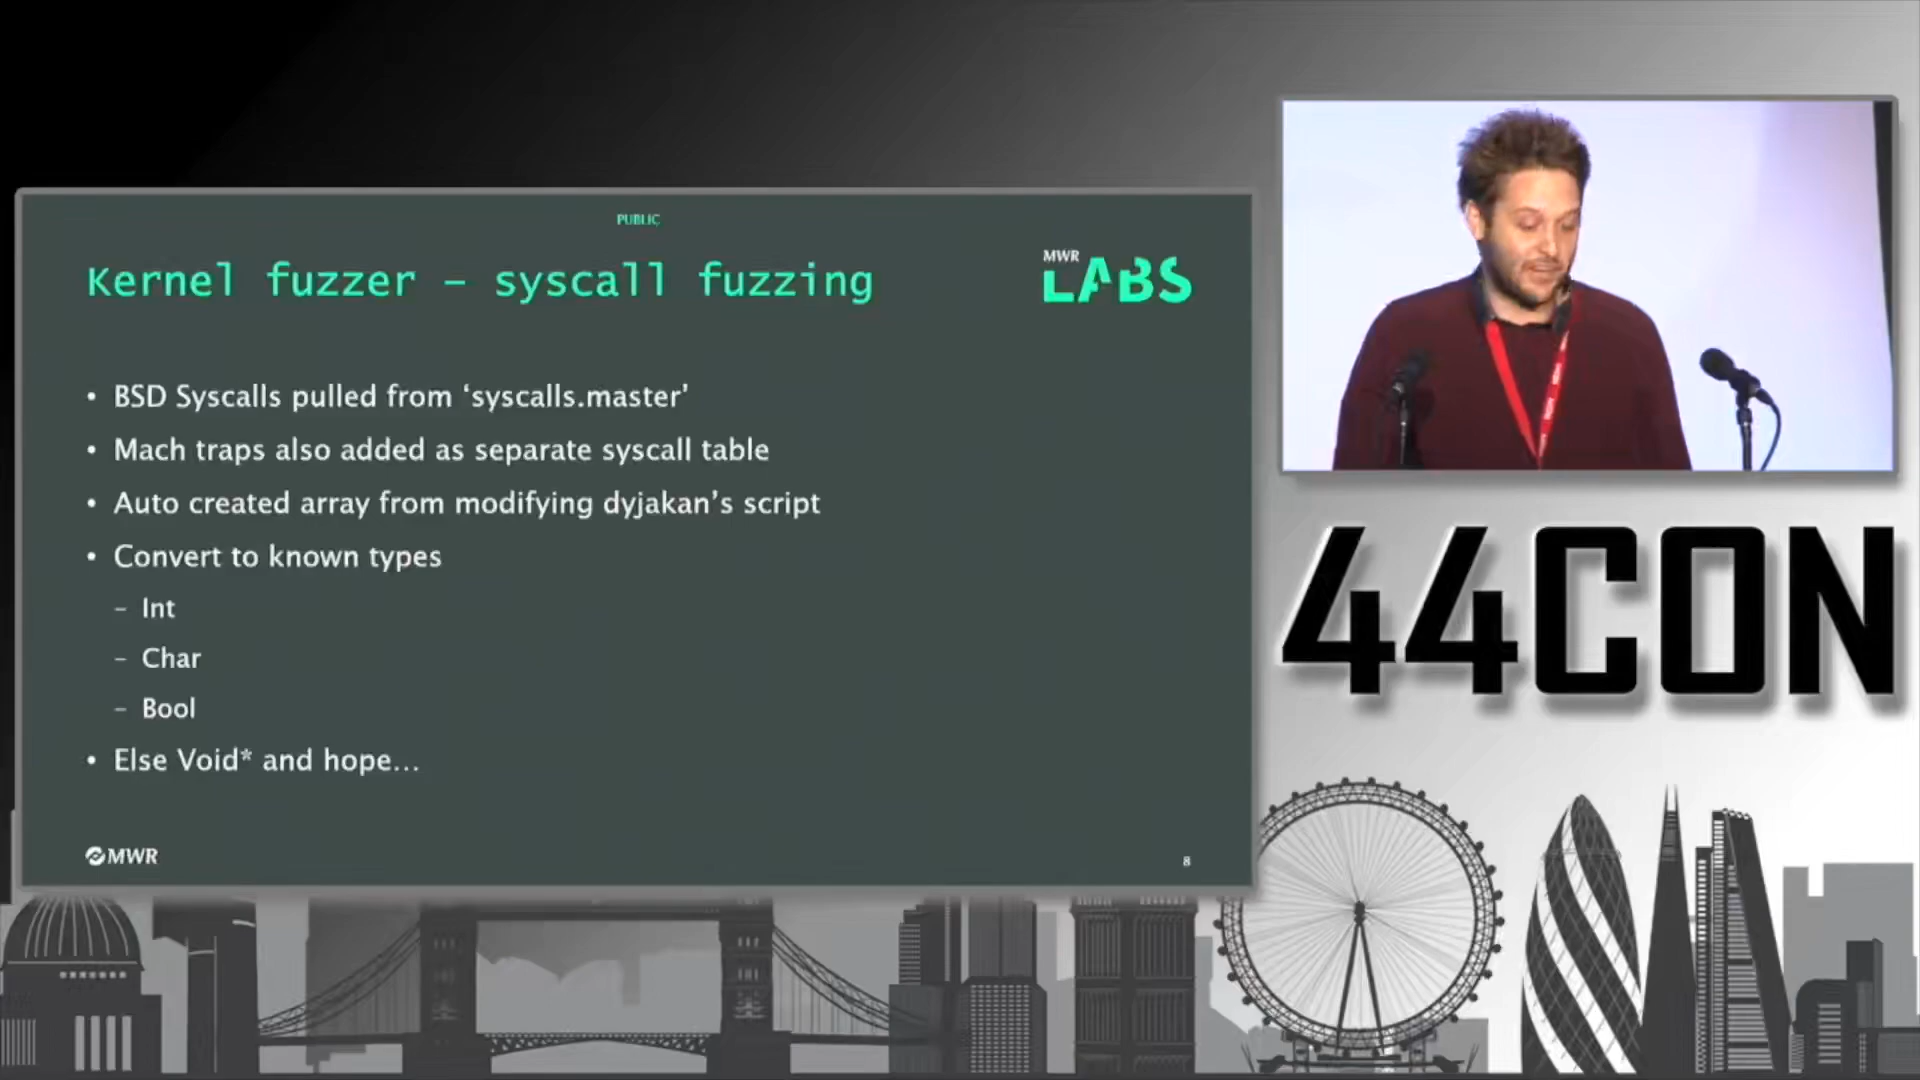 PUBLIC
Kernel fuzzer – syscall fuzzing
MWR
LABS
• BSD Syscalls pulled from ‘syscalls.master’
• Mach traps also added as separate syscall table
• Auto created array from modifying dyjakan’s script
• Convert to known types
– Int
– Char
– Bool
• Else Void* and hope…
MWR
8
44CON